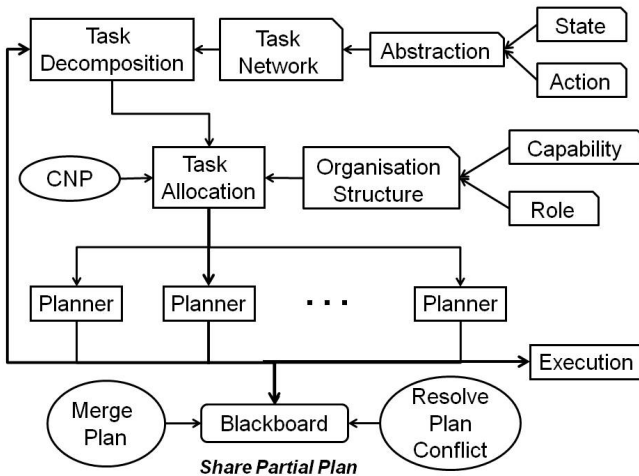 Task
Decomposition
Task
Network
Abstraction
State
Action
CNP
Task
Allocation
Organisation
Structure
Capability
Role
Planner
Planner
. . .
Planner
Execution
Merge
Plan
Blackboard
Resolve
Plan
Conflict
Share Partial Plan